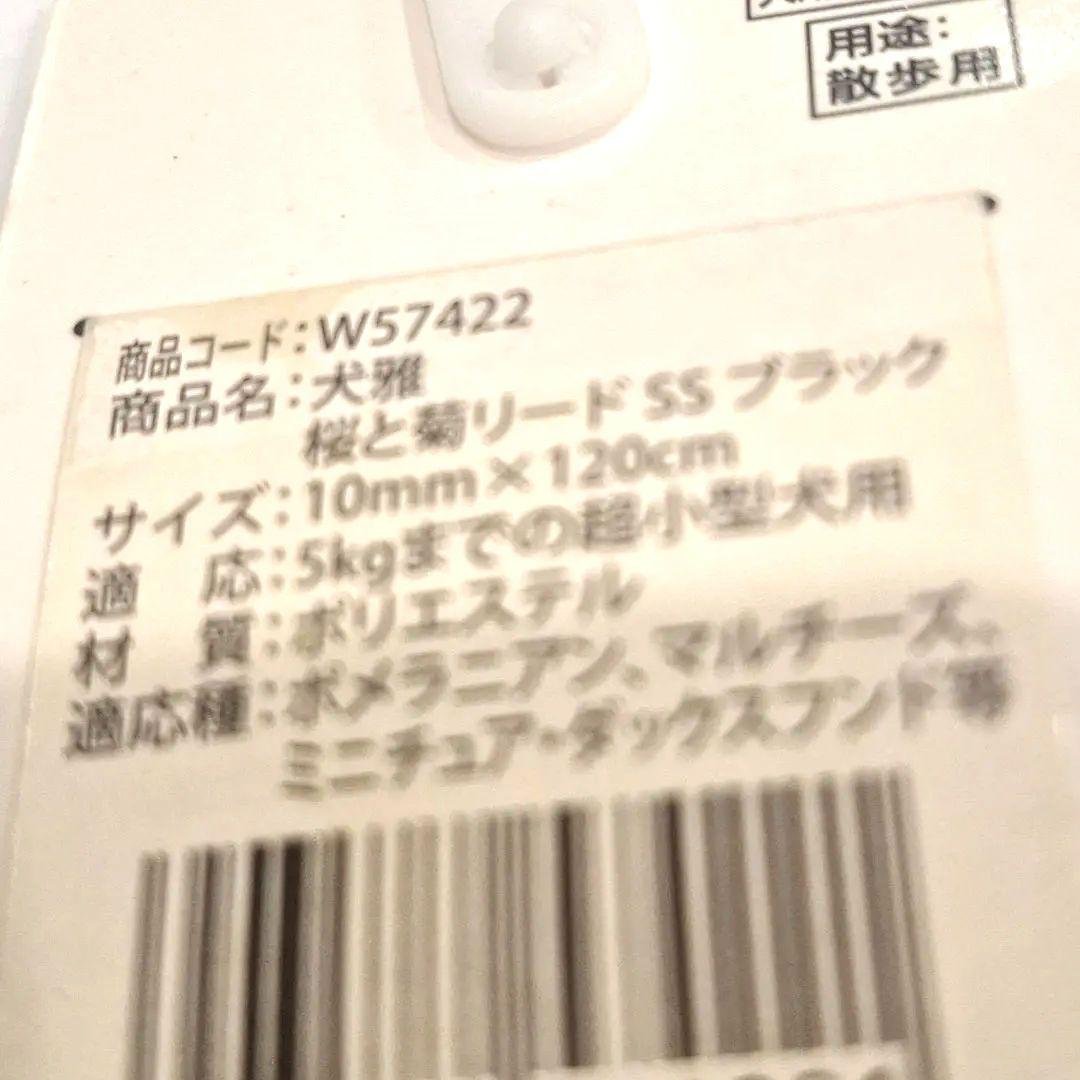 用途:
散歩用
商品コード:W57422
商品名:犬雅
桜と菊リード SS ブラック
サイズ:10mm×120cm
適 応:5kgまでの超小型犬用
材 質:ポリエステル
適応種:ポメラニアン、マルチーズ、
ミニチュア・ダックスフンド等